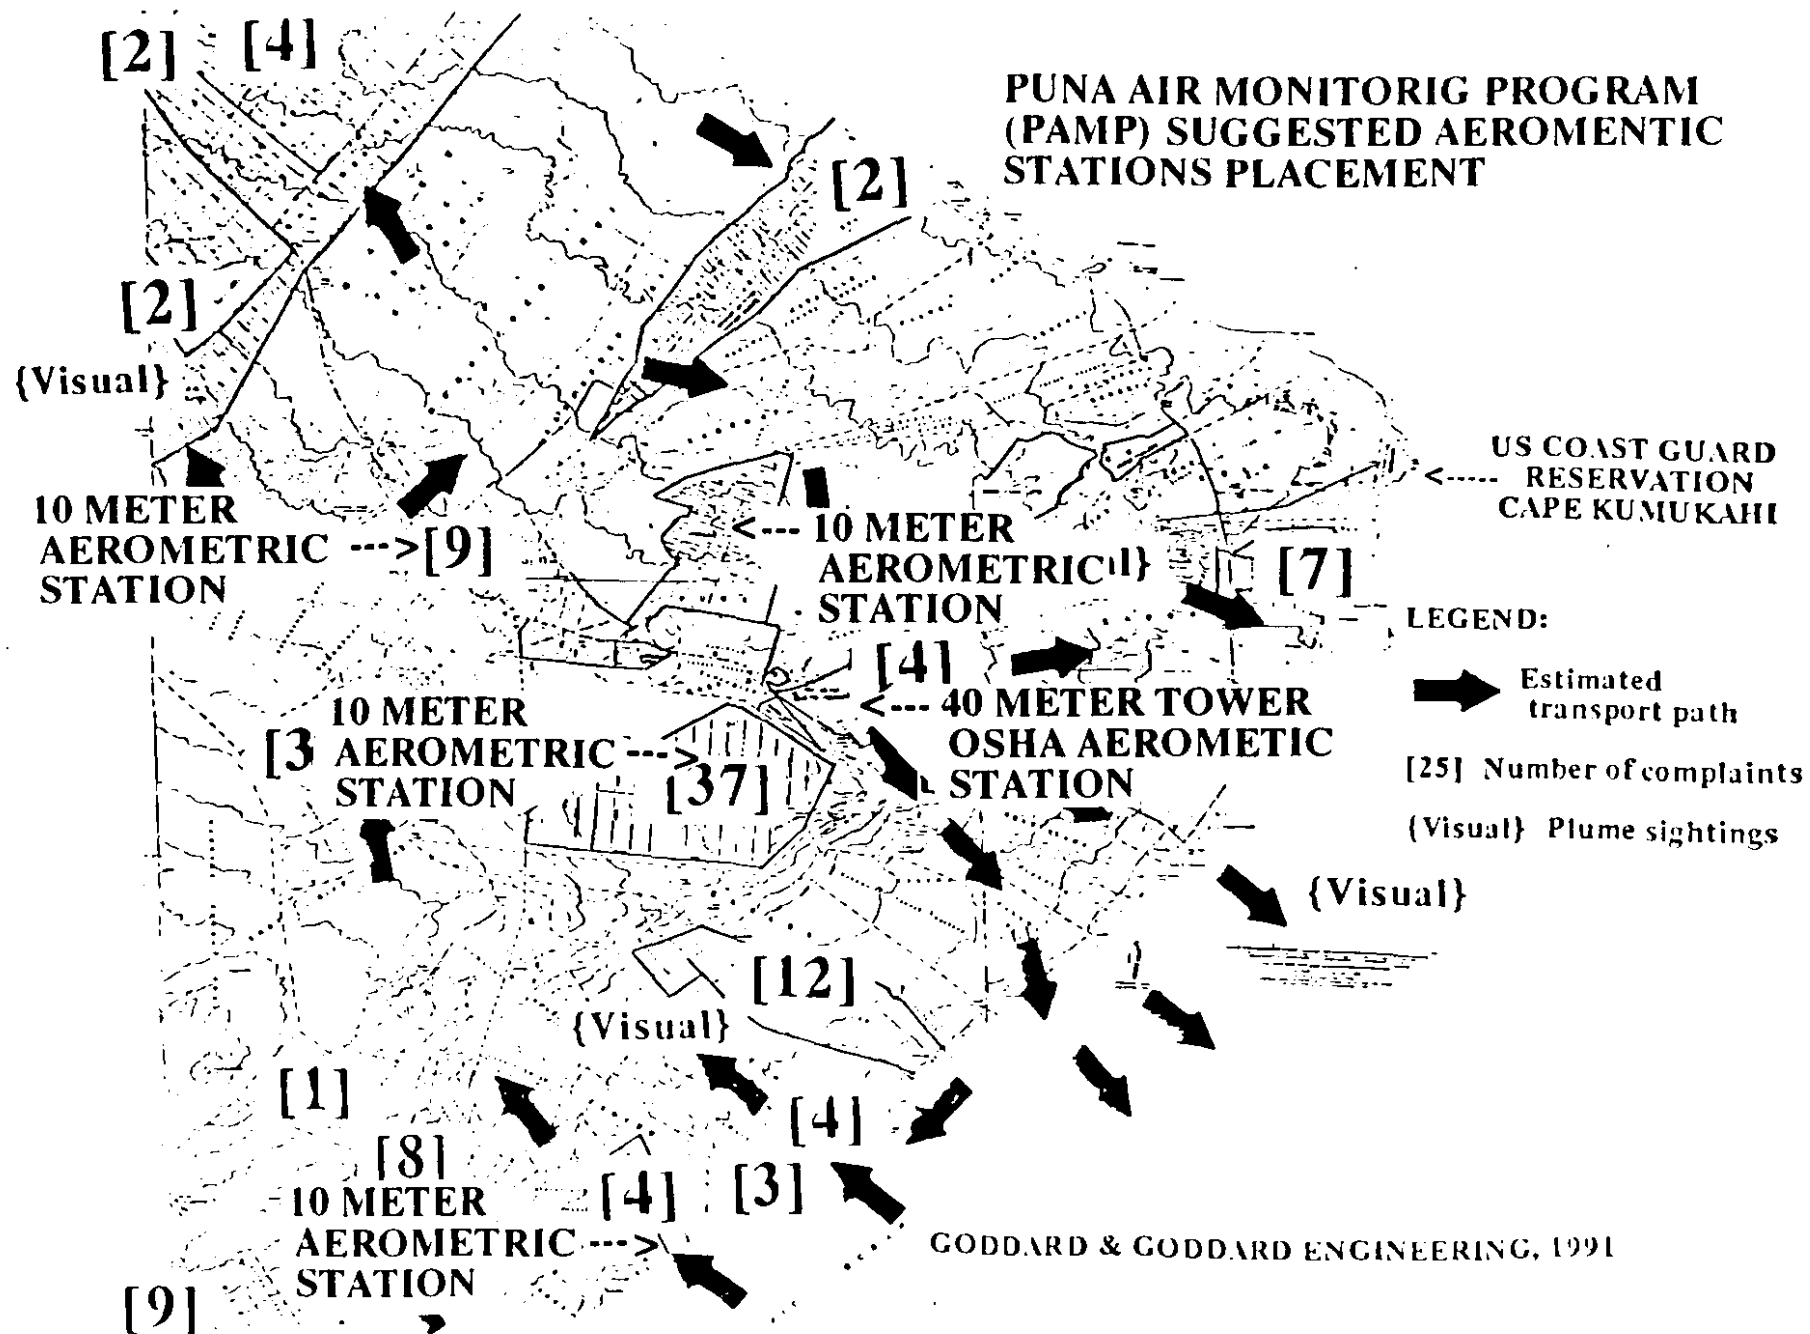 [2] [4]
PUNA AIR MONITORIG PROGRAM
(PAMP) SUGGESTED AEROMENTIC
STATIONS PLACEMENT
[2]
[2]
{Visual}
US COAST GUARD
<----- RESERVATION
CAPE KUMUKAHI
10 METER
AEROMETRIC --->[9]
STATION
<--- 10 METER
AEROMETRIC l}
STATION
[7]
LEGEND:
Estimated
transport path
[25] Number of complaints
{Visual} Plume sightings
[4]
<--- 40 METER TOWER
OSHA AEROMETIC
STATION
10 METER
[3 AEROMETRIC --->
STATION
[37]
{Visual}
[12]
{Visual}
[1]
[4]
[8]
[4] [3]
10 METER
AEROMETRIC --->
STATION
[9]
GODDARD & GODDARD ENGINEERING, 1991